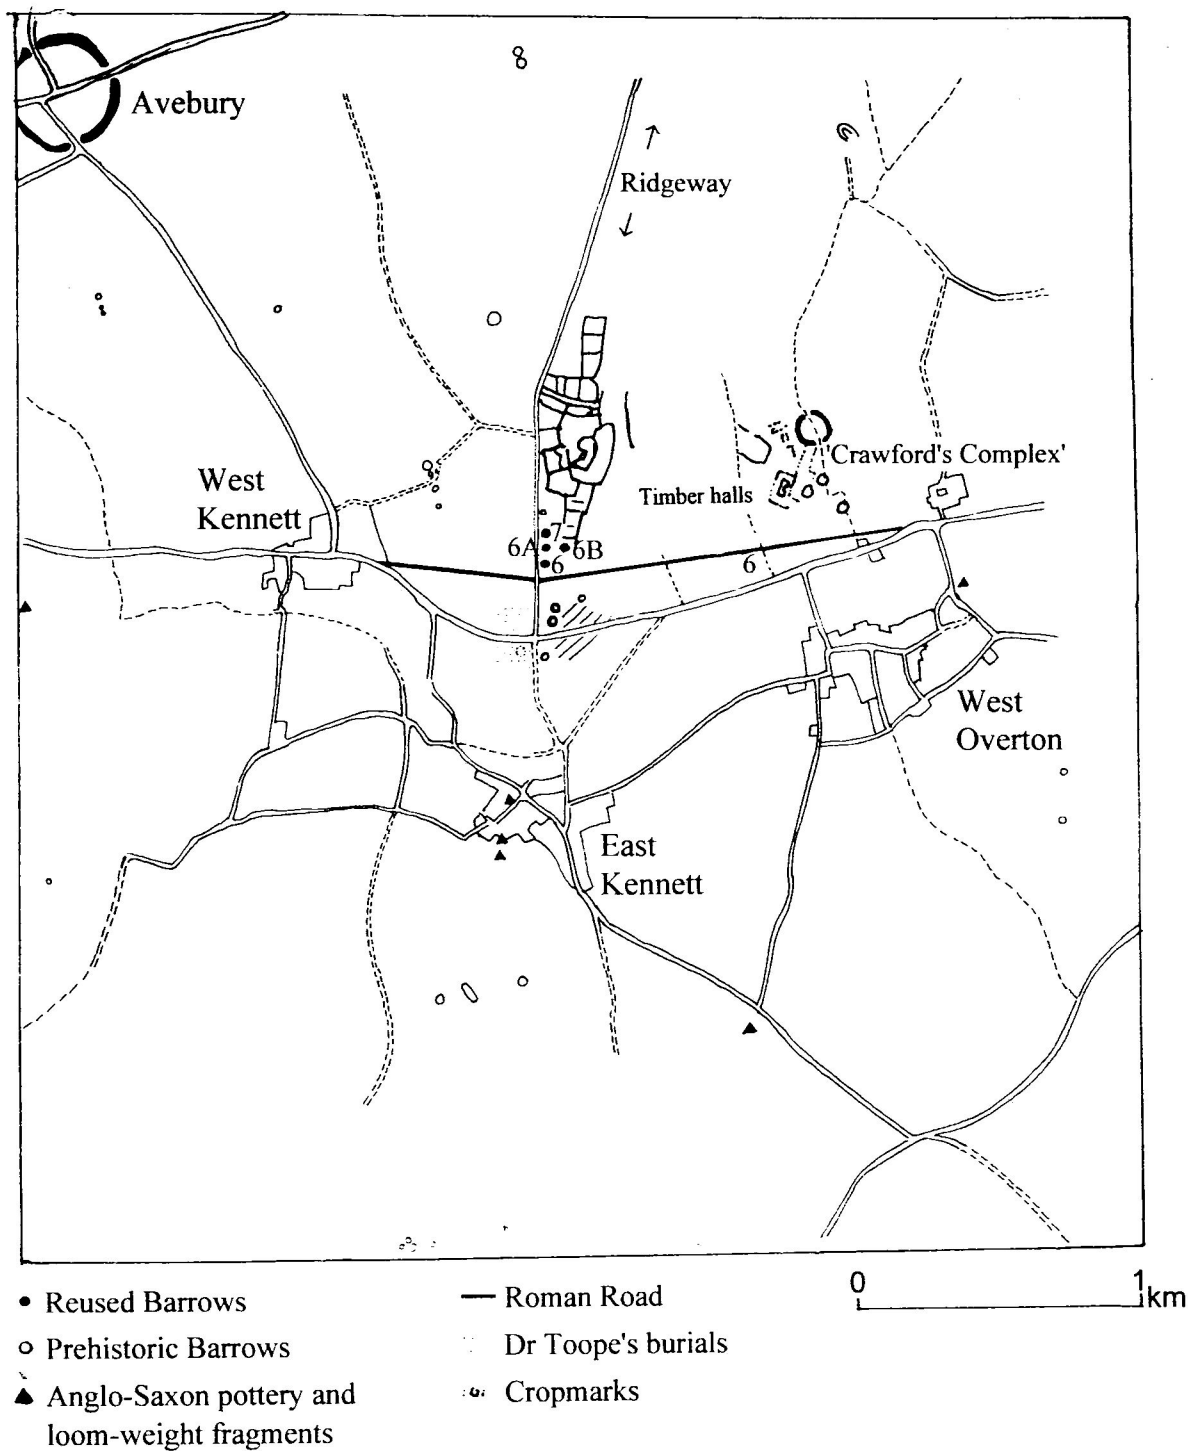 8
Avebury
Ridgeway
'Crawford's Complex'
West
Kennett
Timber halls
7
6A
6B
6
6
West
Overton
East
Kennett
0
1
km
Reused Barrows
Roman Road
Prehistoric Barrows
Dr Toope's burials
Anglo-Saxon pottery and
loom-weight fragments
Cropmarks